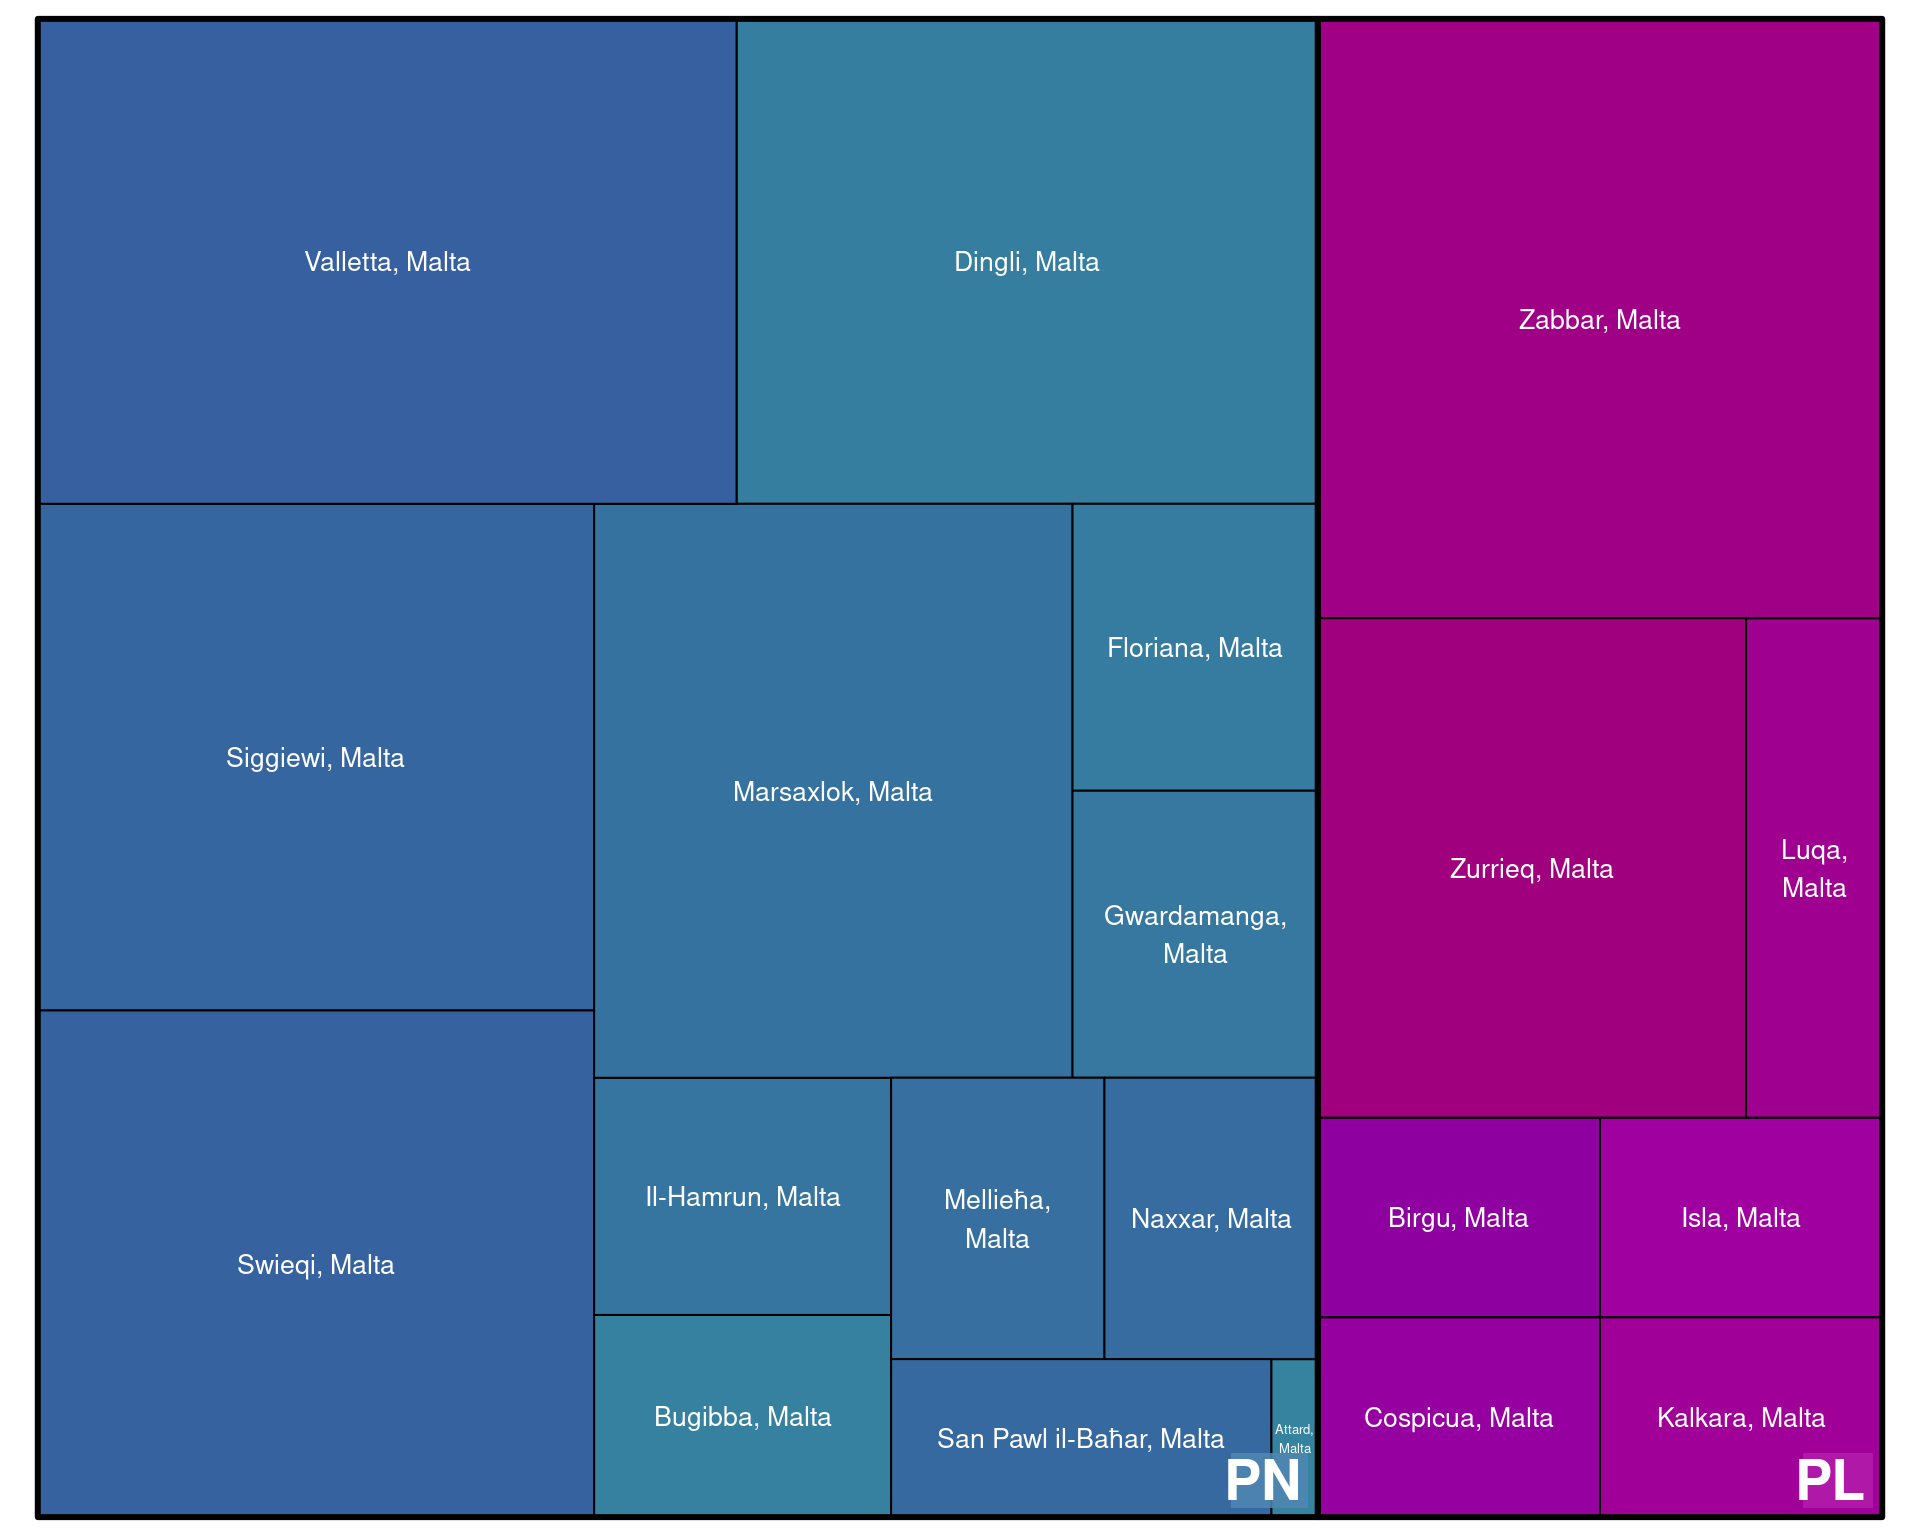 Valletta, Malta
Dingli, Malta
Zabbar, Malta
Siggiewi, Malta
Marsaxlok, Malta
Floriana, Malta
Gwardamanga,
Malta
Zurrieq, Malta
Luqa,
Malta
Swieqi, Malta
Il-Hamrun, Malta
Mellieħa,
Malta
Naxxar, Malta
Birgu, Malta
Isla, Malta
Bugibba, Malta
San Pawl il-Baħar, Malta
Attard,
Malta
Cospicua, Malta
Kalkara, Malta
PN
PL